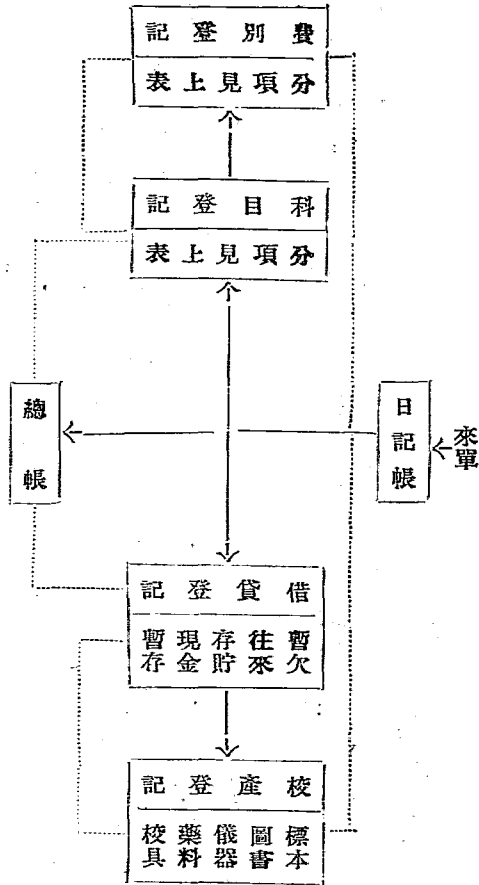 費別登記
分項見上表
科目登記
分項見上表
來單
日記帳
總帳
借貸登記
暫欠
往來
存貯
現金
暫存
校產登記
標本
圖書
儀器
藥料
校具